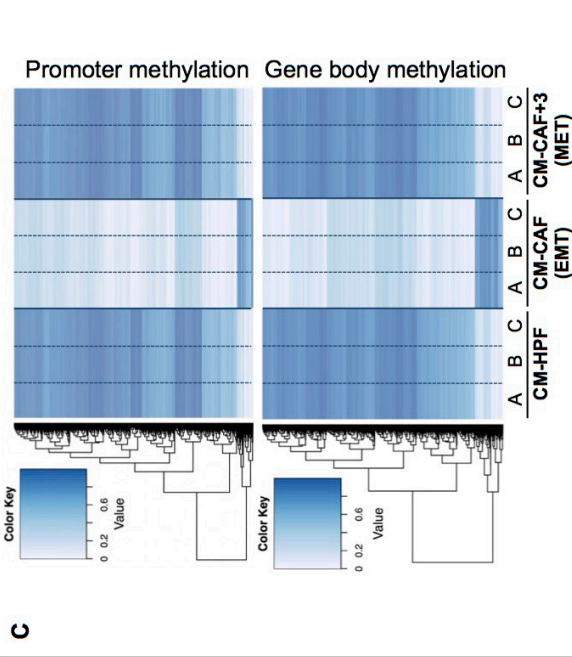 Promoter methylation
Gene body methylation
A B C
CM-CAF+3
(MET)
A B C
CM-CAF
(EMT)
A B C
CM-HPF
Color Key
0 0.2 0.6
Value
Color Key
0 0.2 0.6
Value
C